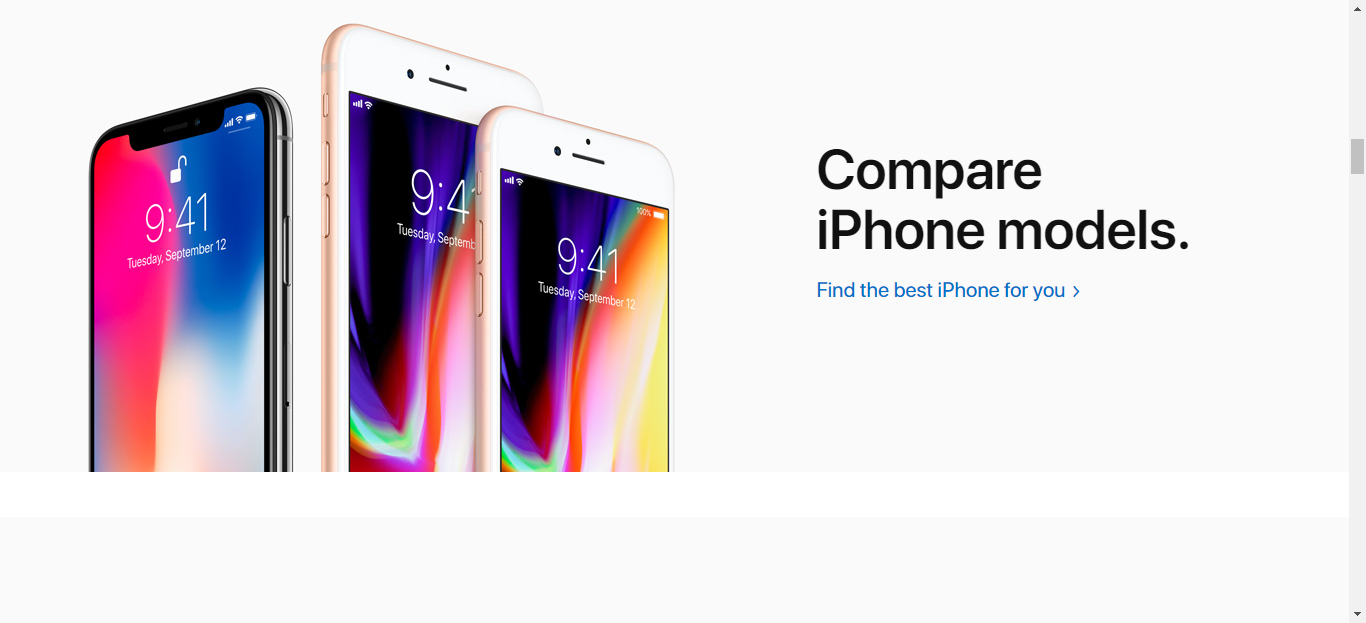 9:41
Tuesday, September 12
9:4
Tuesday, Septemb
100%
9:41
Tuesday, September 12
Compare
iPhone models.
Find the best iPhone for you >